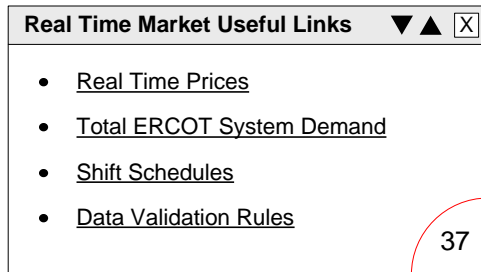 Real Time Market Useful Links ▼▲ X
• Real Time Prices
• Total ERCOT System Demand
• Shift Schedules
• Data Validation Rules
37